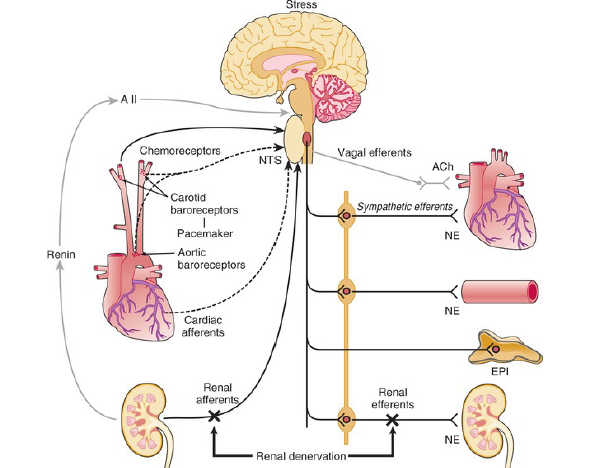 Stress
A II
Chemoreceptors
NTS
Vagal efferents
ACh
Carotid
baroreceptors
Pacemaker
Aortic
baroreceptors
Sympathetic efferents
NE
Renin
NE
Cardiac
afferents
EPI
Renal
afferents
Renal
efferents
NE
Renal denervation